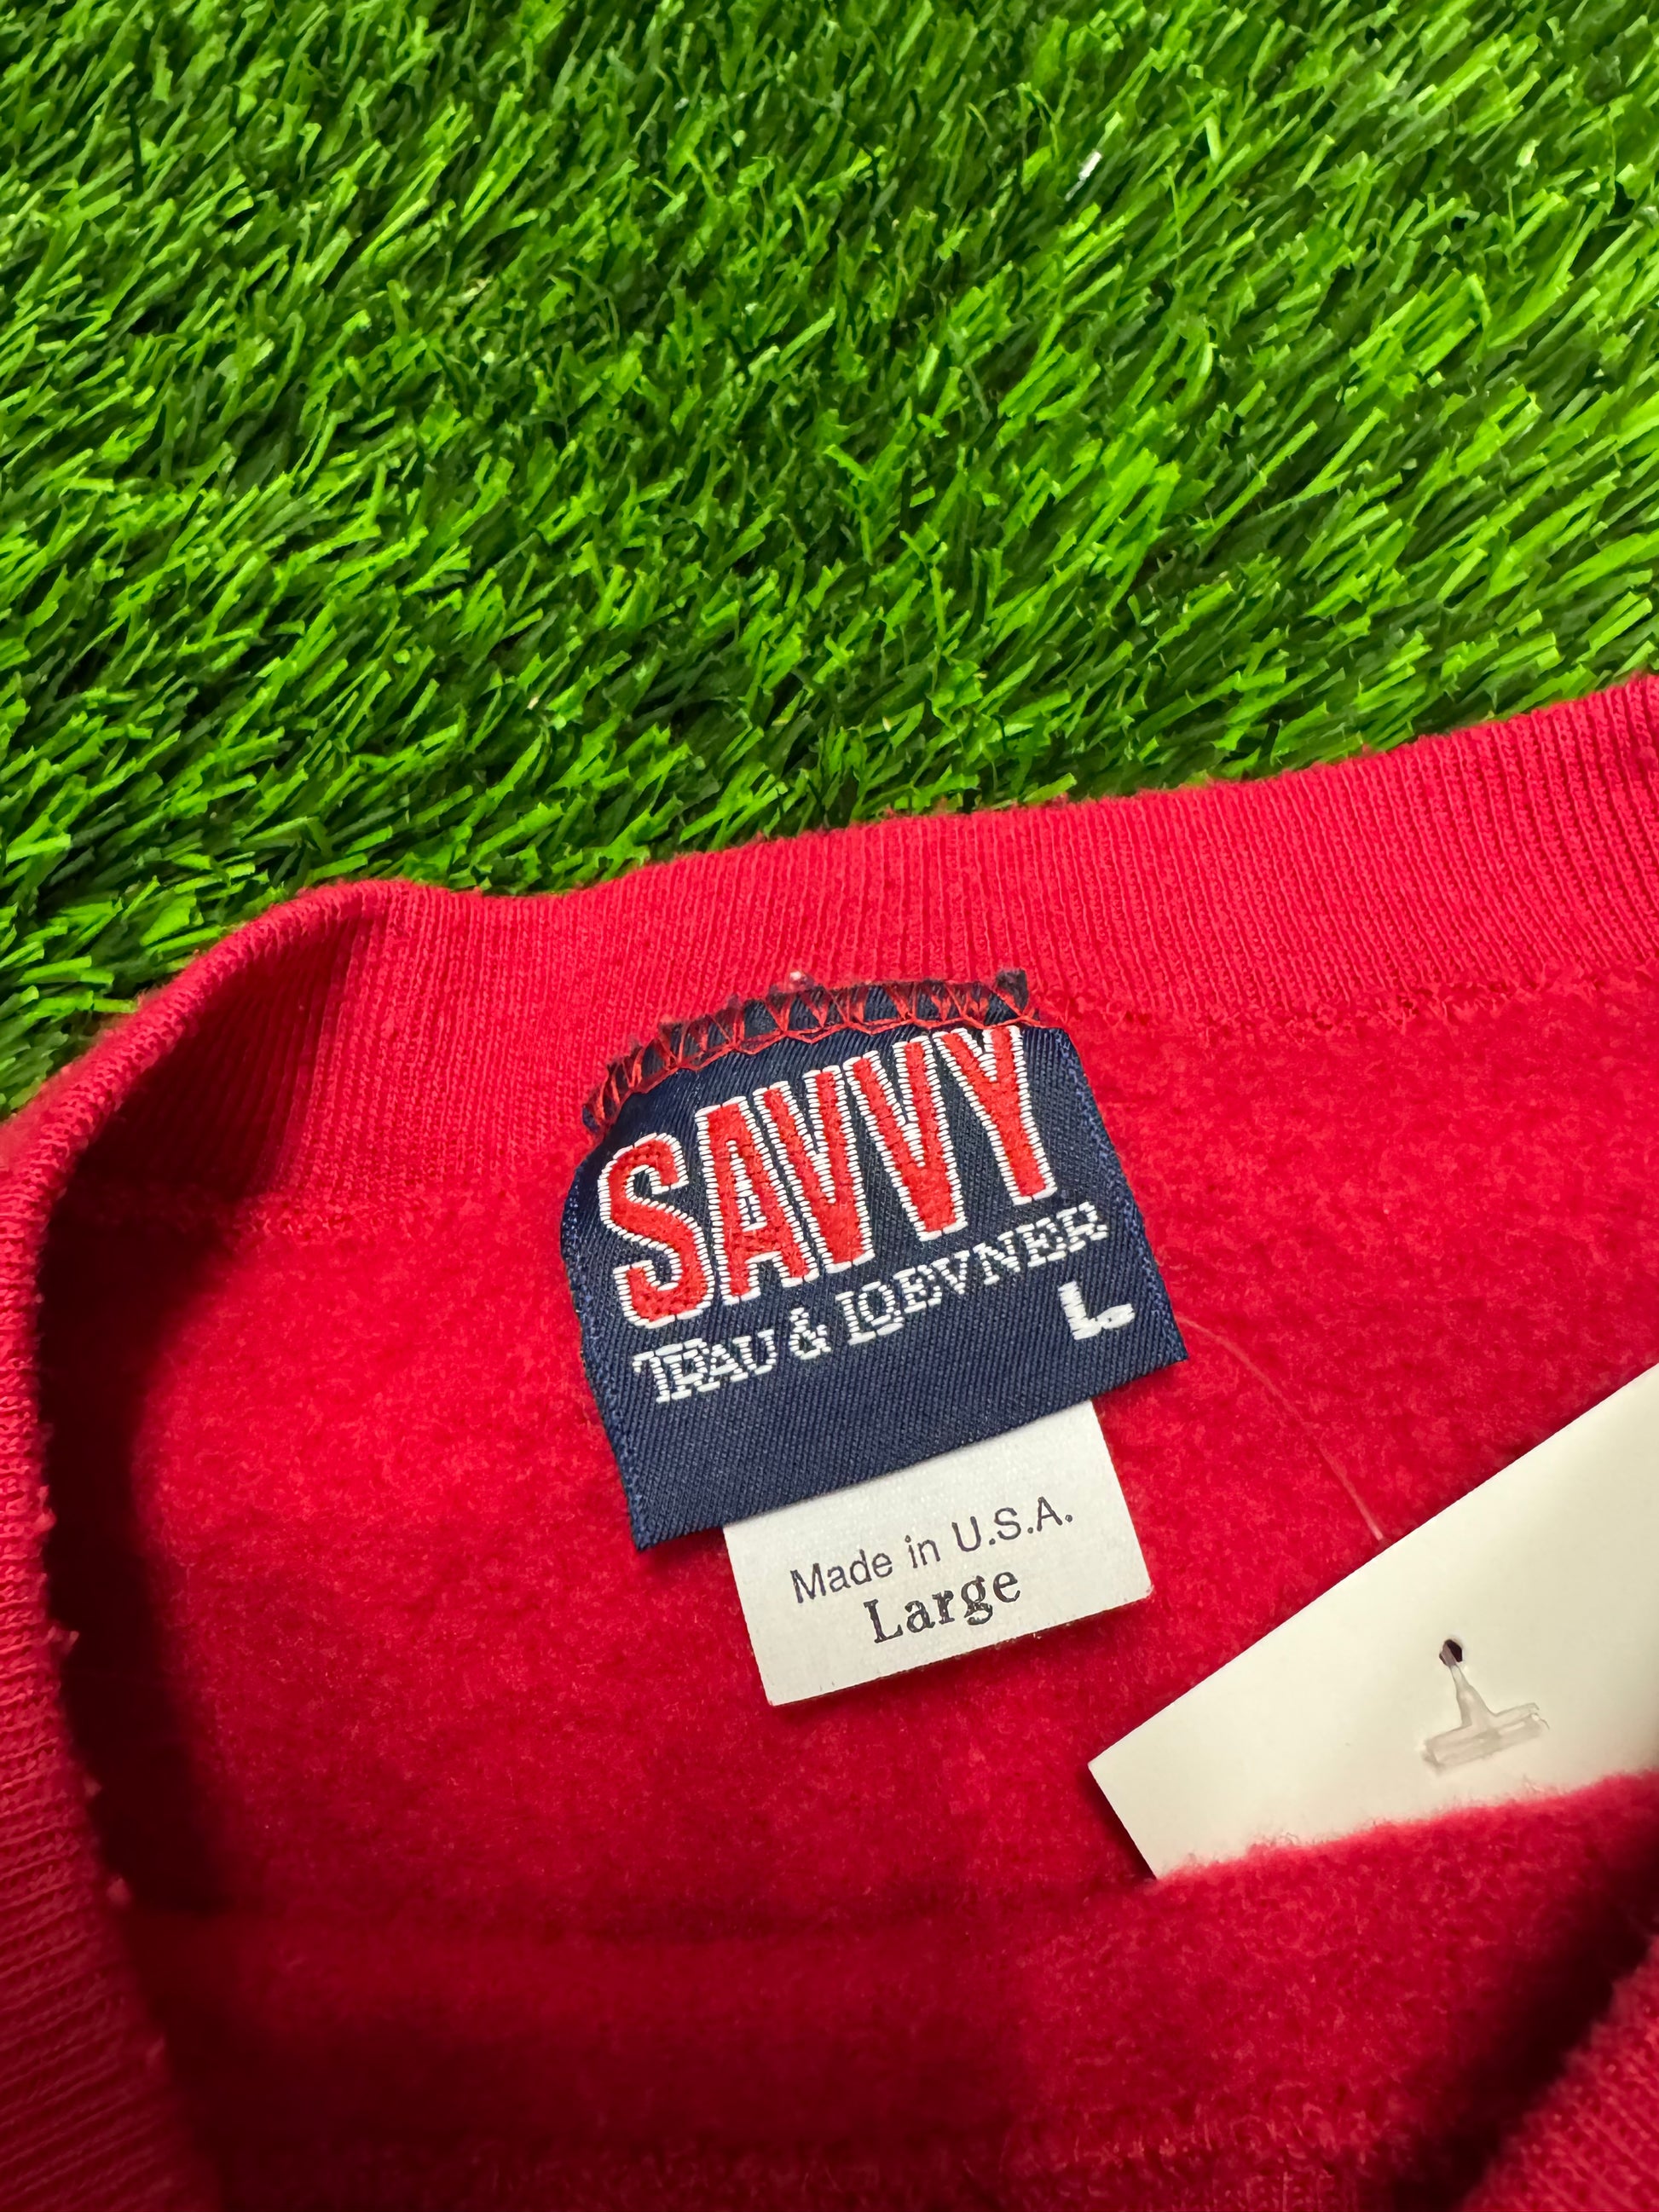 SAVVY
TRAU & LOEVNER
L
Made in U.S.A.
Large